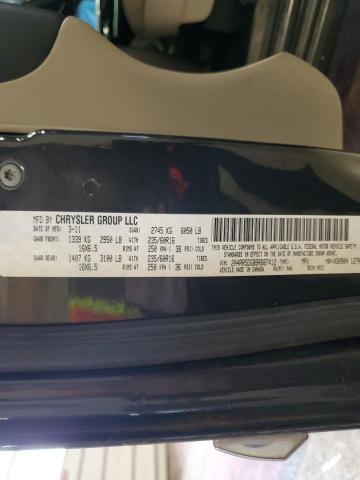 MFD BY CHRYSLER GROUP LLC
DATE OF MFR 3-11 GVWR: 2745 KG 6050 LB
GAWR FRONT: 1339 KG 2950 LB WITH 235/60R16 TIRES
16X6.5 RIMS AT 250 KPA ( 36 PSI) COLD
GAWR REAR: 1407 KG 3100 LB WITH 235/60R16 TIRES
16X6.5 RIMS AT 250 KPA ( 36 PSI) COLD
THIS VEHICLE CONFORMS TO ALL APPLICABLE U.S.A. FEDERAL MOTOR VEHICLE SAFETY
STANDARDS IN EFFECT ON THE DATE OF MANUFACTURE SHOWN ABOVE.
VIN: TYPE: MPV
VEHICLE MADE IN CANADA PAINT: